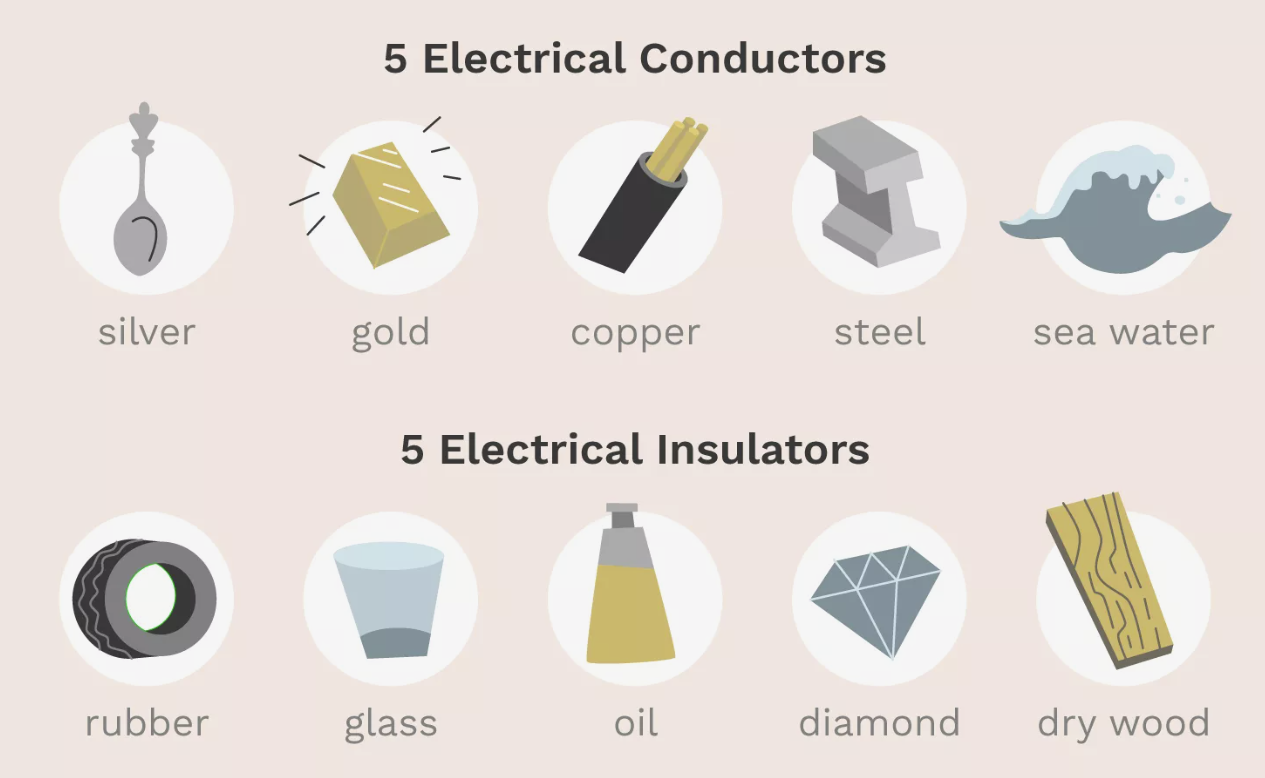 5 Electrical Conductors
silver gold copper steel sea water
5 Electrical Insulators
rubber glass oil diamond dry wood